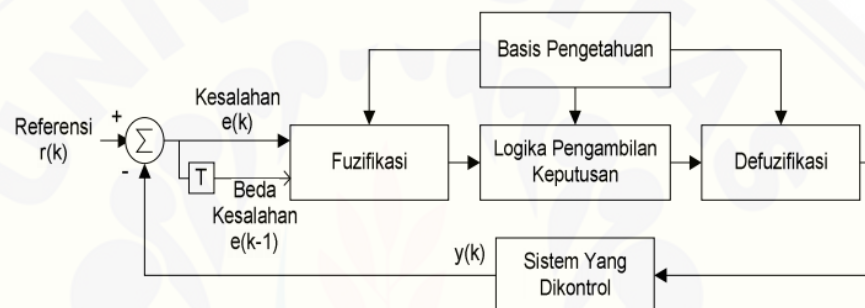 Basis Pengetahuan
Referensi
r(k)
+
-
Σ
Kesalahan
e(k)
T
Beda
Kesalahan
e(k-1)
Fuzifikasi
Logika Pengambilan
Keputusan
Defuzifikasi
y(k)
Sistem Yang
Dikontrol